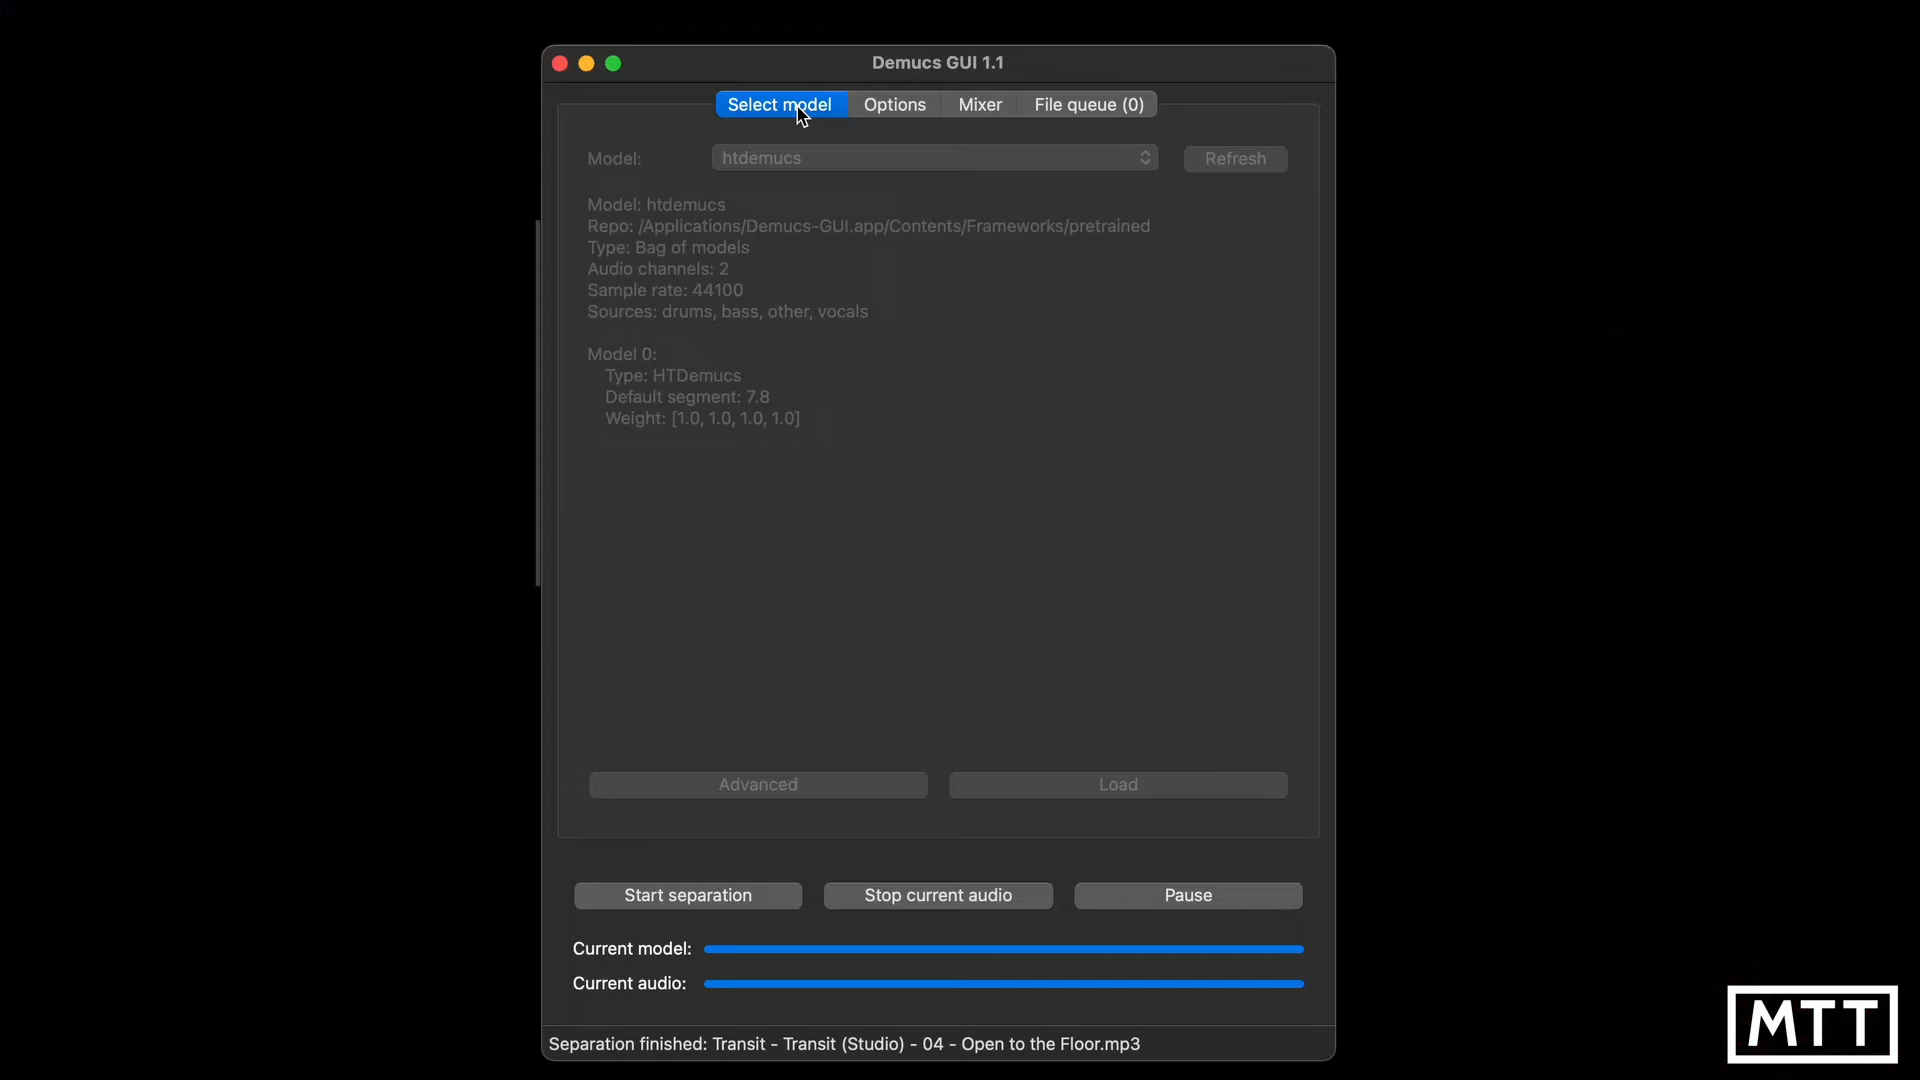 Demucs GUI 1.1
Select model Options Mixer File queue (0)
Model: htdemucs Refresh
Model: htdemucs
Repo: /Applications/Demucs-GUI.app/Contents/Frameworks/pretrained
Type: Bag of models
Audio channels: 2
Sample rate: 44100
Sources: drums, bass, other, vocals
Model 0:
Type: HTDemucs
Default segment: 7.8
Weight: [1.0, 1.0, 1.0, 1.0]
Advanced Load
Start separation Stop current audio Pause
Current model:
Current audio:
Separation finished: Transit - Transit (Studio) - 04 - Open to the Floor.mp3
MTT